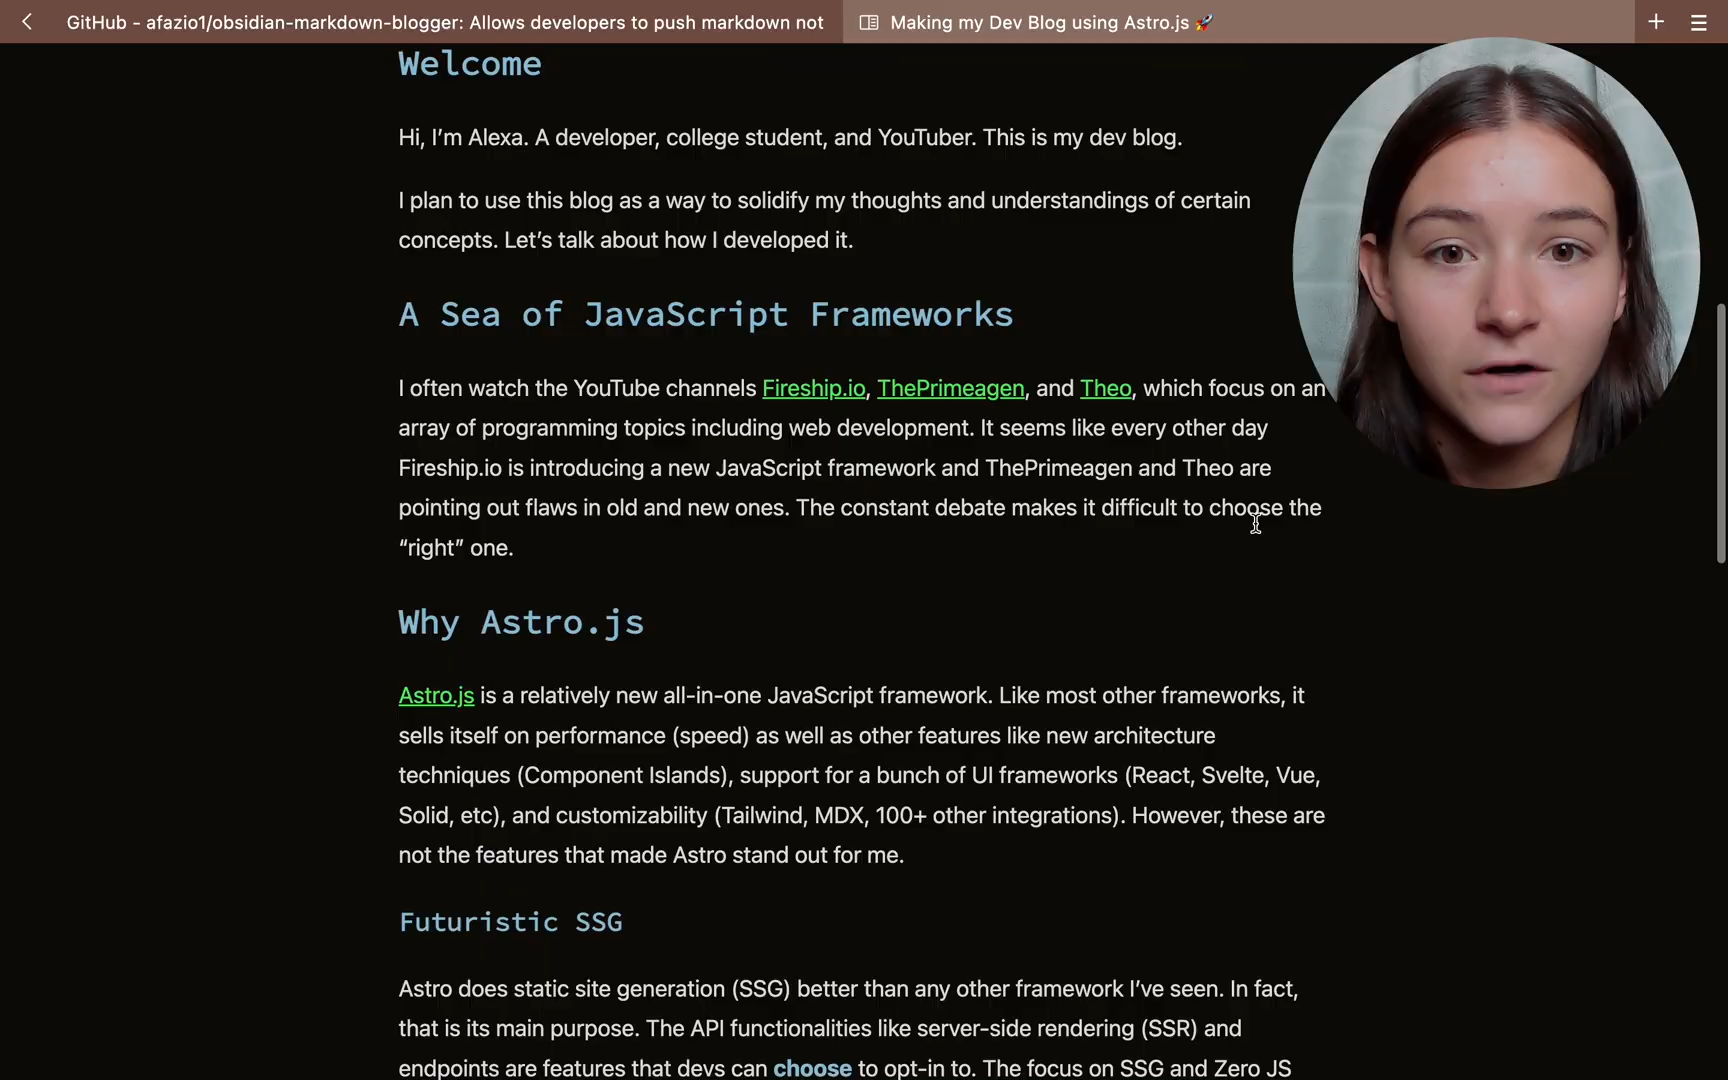 GitHub - afazio1/obsidian-markdown-blogger: Allows developers to push markdown not
Making my Dev Blog using Astro.js 🚀
Welcome
Hi, I’m Alexa. A developer, college student, and YouTuber. This is my dev blog.
I plan to use this blog as a way to solidify my thoughts and understandings of certain
concepts. Let’s talk about how I developed it.
A Sea of JavaScript Frameworks
I often watch the YouTube channels Fireship.io, ThePrimeagen, and Theo, which focus on an
array of programming topics including web development. It seems like every other day
Fireship.io is introducing a new JavaScript framework and ThePrimeagen and Theo are
pointing out flaws in old and new ones. The constant debate makes it difficult to choose the
“right” one.
Why Astro.js
Astro.js is a relatively new all-in-one JavaScript framework. Like most other frameworks, it
sells itself on performance (speed) as well as other features like new architecture
techniques (Component Islands), support for a bunch of UI frameworks (React, Svelte, Vue,
Solid, etc), and customizability (Tailwind, MDX, 100+ other integrations). However, these are
not the features that made Astro stand out for me.
Futuristic SSG
Astro does static site generation (SSG) better than any other framework I’ve seen. In fact,
that is its main purpose. The API functionalities like server-side rendering (SSR) and
endpoints are features that devs can choose to opt-in to. The focus on SSG and Zero JS